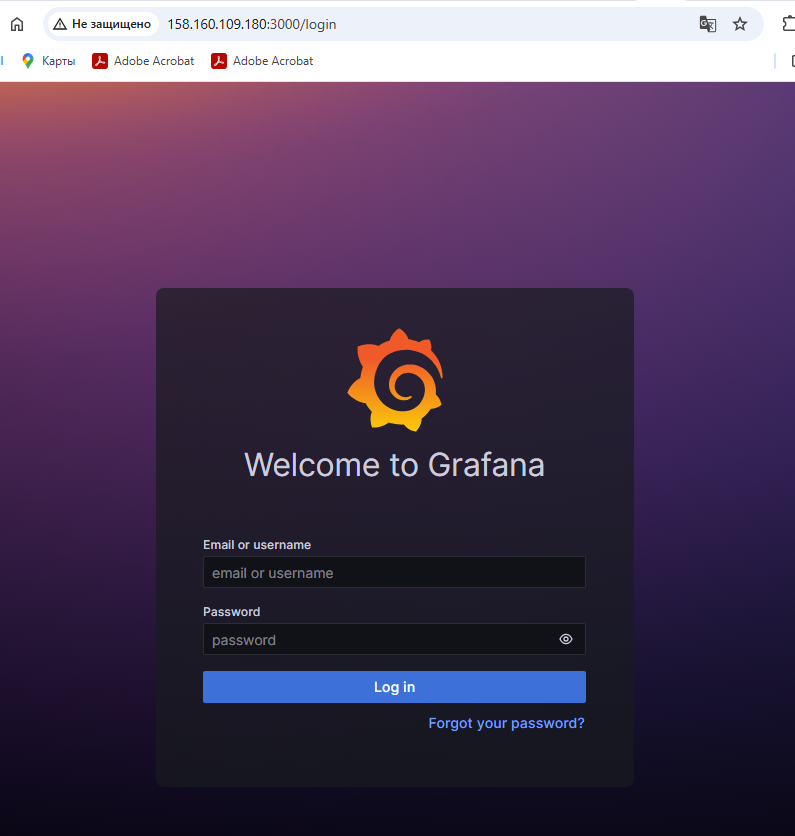 Не защищено 158.160.109.180:3000/login
Карты Adobe Acrobat Adobe Acrobat
Welcome to Grafana
Email or username
email or username
Password
password
Log in
Forgot your password?